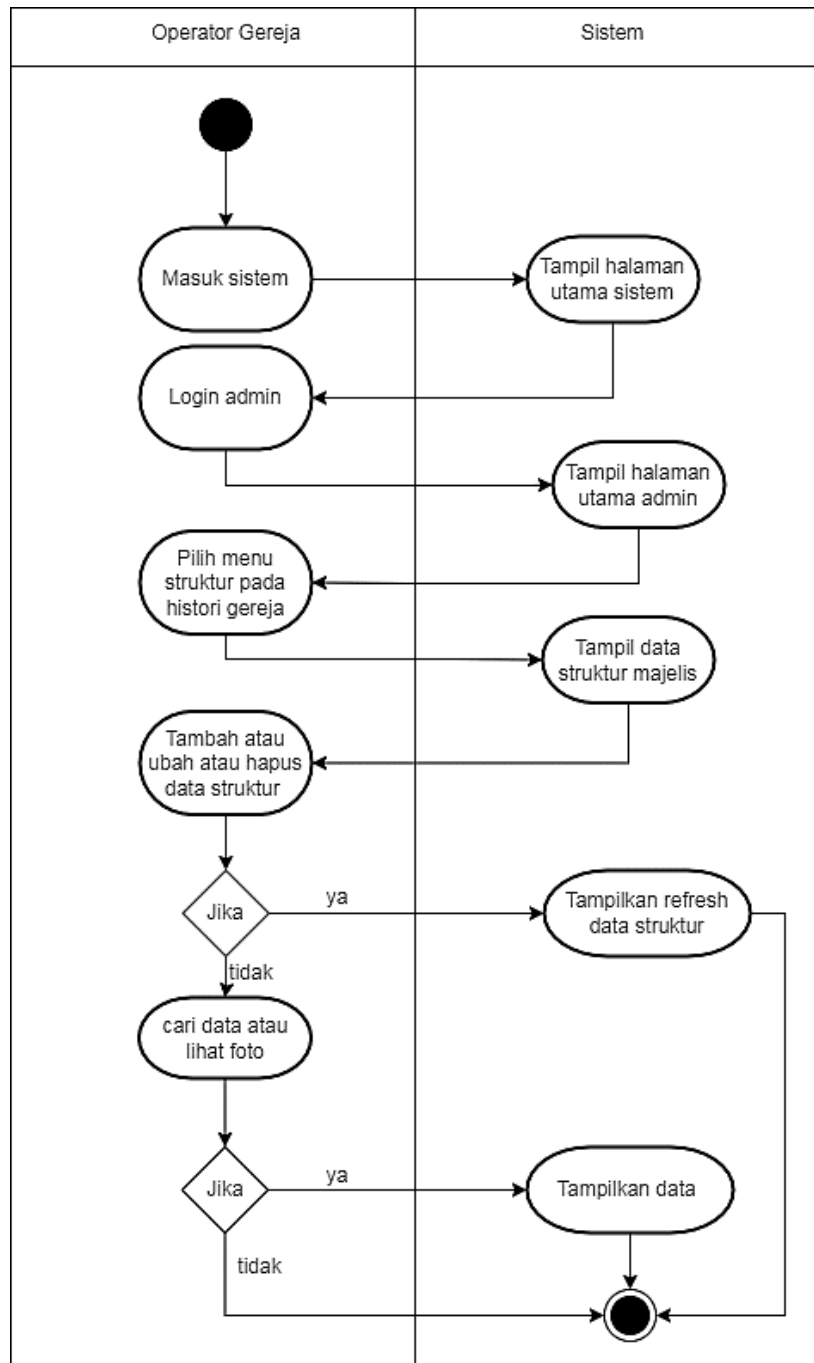 Operator Gereja
Sistem
Masuk sistem
Tampil halaman
utama sistem
Login admin
Tampil halaman
utama admin
Pilih menu
struktur pada
histori gereja
Tampil data
struktur majelis
Tambah atau
ubah atau hapus
data struktur
Jika
ya
Tampilkan refresh
data struktur
tidak
cari data atau
lihat foto
Jika
ya
Tampilkan data
tidak